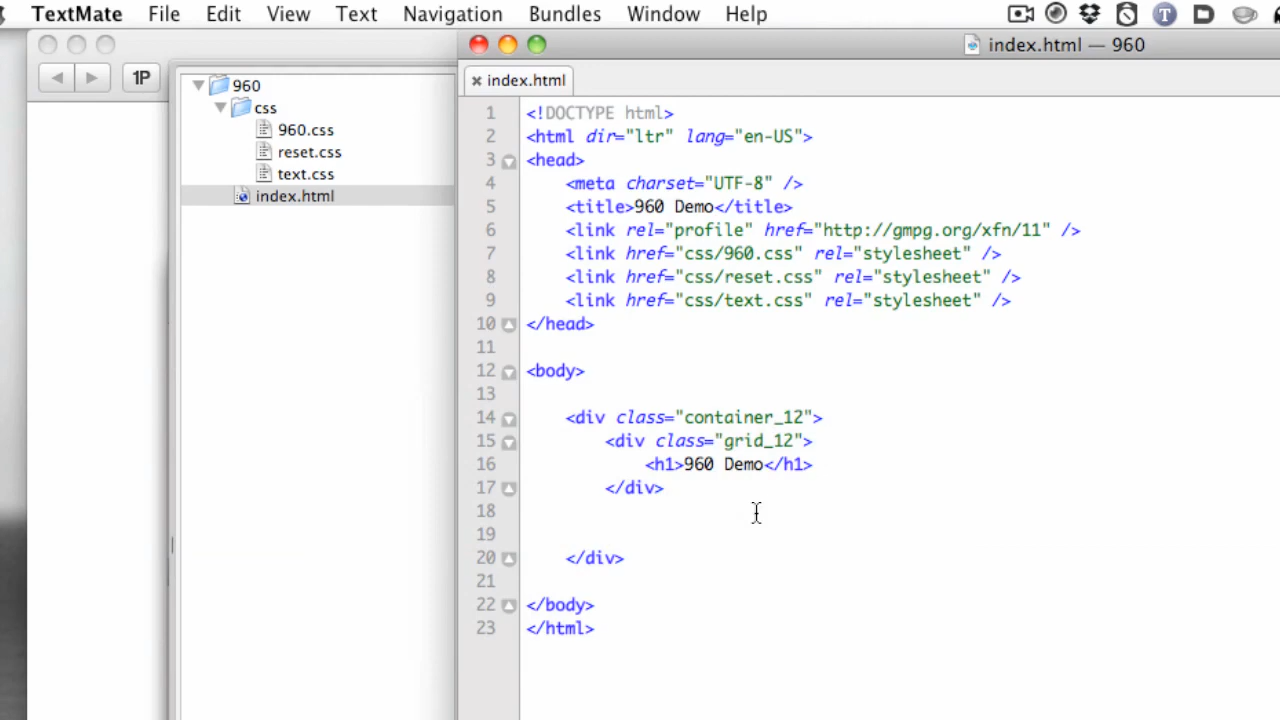 TextMate File Edit View Text Navigation Bundles Window Help
index.html — 960
1P
960
css
960.css
reset.css
text.css
index.html
index.html
1 <!DOCTYPE html>
2 <html dir="ltr" lang="en-US">
3 <head>
4 <meta charset="UTF-8" />
5 <title>960 Demo</title>
6 <link rel="profile" href="http://gmpg.org/xfn/11" />
7 <link href="css/960.css" rel="stylesheet" />
8 <link href="css/reset.css" rel="stylesheet" />
9 <link href="css/text.css" rel="stylesheet" />
10 </head>
11
12 <body>
13
14 <div class="container_12">
15 <div class="grid_12">
16 <h1>960 Demo</h1>
17 </div>
18
19
20 </div>
21
22 </body>
23 </html>